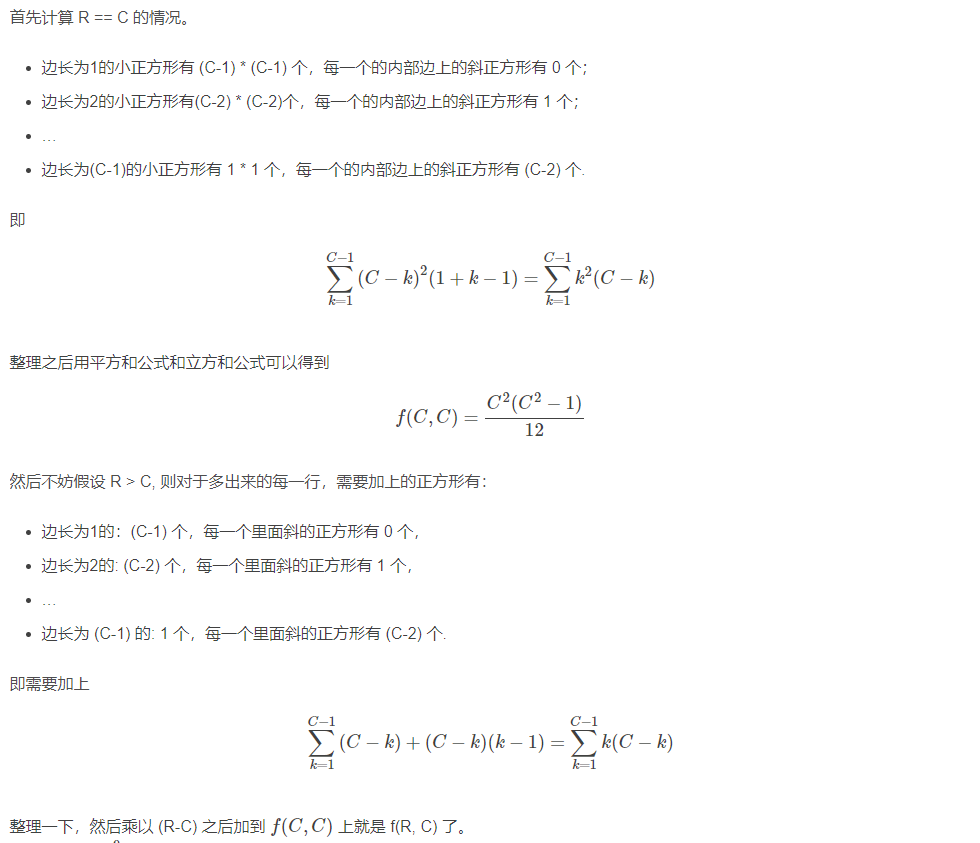 首先计算 R == C 的情况。
• 边长为1的小正方形有 (C-1) * (C-1) 个，每一个的内部边上的斜正方形有 0 个；
• 边长为2的小正方形有(C-2) * (C-2)个，每一个的内部边上的斜正方形有 1 个；
• …
• 边长为(C-1)的小正方形有 1 * 1 个，每一个的内部边上的斜正方形有 (C-2) 个.
即
\sum_{k=1}^{C-1} (C-k)^2(1+k-1) = \sum_{k=1}^{C-1} k^2(C-k)
整理之后用平方和公式和立方和公式可以得到
f(C,C) = \frac{C^2(C^2-1)}{12}
然后不妨假设 R > C, 则对于多出来的每一行，需要加上的正方形有：
• 边长为1的：(C-1) 个，每一个里面斜的正方形有 0 个，
• 边长为2的: (C-2) 个，每一个里面斜的正方形有 1 个，
• …
• 边长为 (C-1) 的: 1 个，每一个里面斜的正方形有 (C-2) 个.
即需要加上
\sum_{k=1}^{C-1} (C-k)+(C-k)(k-1) = \sum_{k=1}^{C-1} k(C-k)
整理一下，然后乘以 (R-C) 之后加到 f(C,C) 上就是 f(R, C) 了。